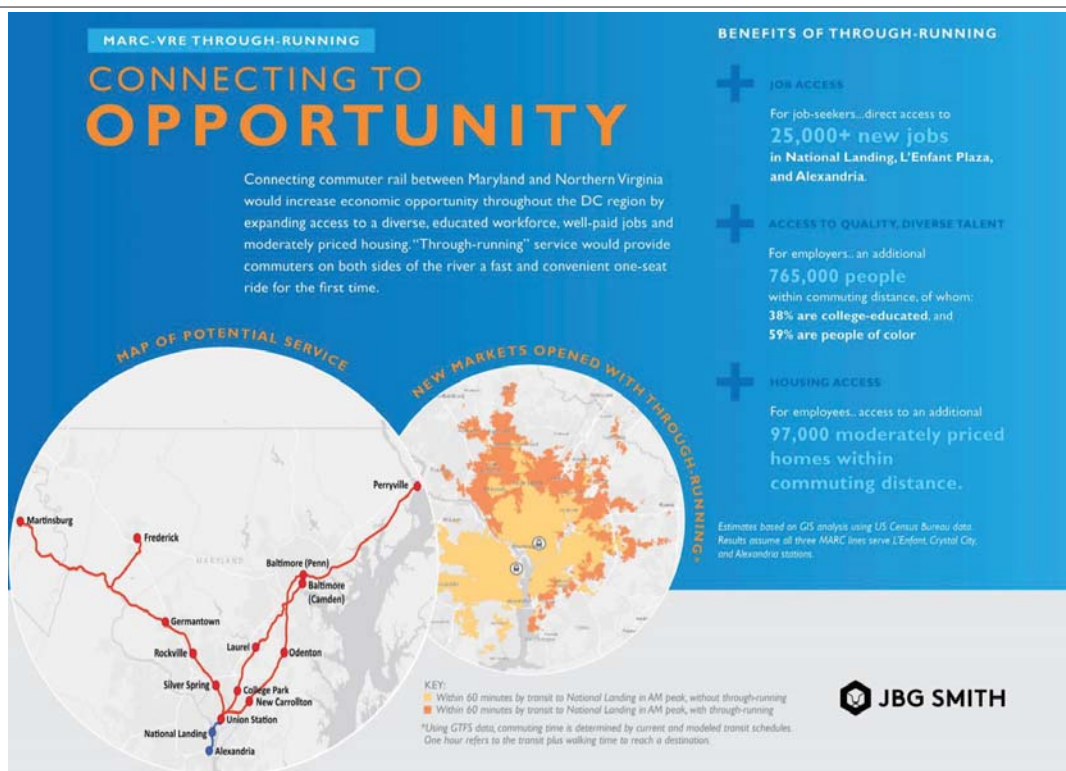 MARC-VRE THROUGH-RUNNING
CONNECTING TO
OPPORTUNITY
Connecting commuter rail between Maryland and Northern Virginia
would increase economic opportunity throughout the DC region by
expanding access to a diverse, educated workforce, well-paid jobs and
moderately priced housing. "Through-running" service would provide
commuters on both sides of the river a fast and convenient one-seat
ride for the first time.
BENEFITS OF THROUGH-RUNNING
JOB ACCESS
For job-seekers...direct access to
25,000+ new jobs
in National Landing, L'Enfant Plaza,
and Alexandria.
ACCESS TO QUALITY, DIVERSE TALENT
For employers.. an additional
765,000 people
within commuting distance, of whom:
38% are college-educated, and
59% are people of color
HOUSING ACCESS
For employees.. access to an additional
97,000 moderately priced
homes within
commuting distance.
Estimates based on GIS analysis using US Census Bureau data.
Results assume all three MARC lines serve L'Enfant, Crystal City,
and Alexandria stations.
MAP OF POTENTIAL SERVICE
Perryville
Martinsburg
Frederick
MARYLAND
Baltimore (Penn)
Baltimore
(Camden)
Germantown
Laurel
Rockville
Odenton
Silver Spring
College Park
New Carrollton
Union Station
National Landing
Alexandria
NEW MARKETS OPENED WITH THROUGH-RUNNING*
KEY:
Within 60 minutes by transit to National Landing in AM peak, without through-running
Within 60 minutes by transit to National Landing in AM peak, with through-running
*Using GTFS data, commuting time is determined by current and modeled transit schedules.
One hour refers to the transit plus walking time to reach a destination.
JBG SMITH